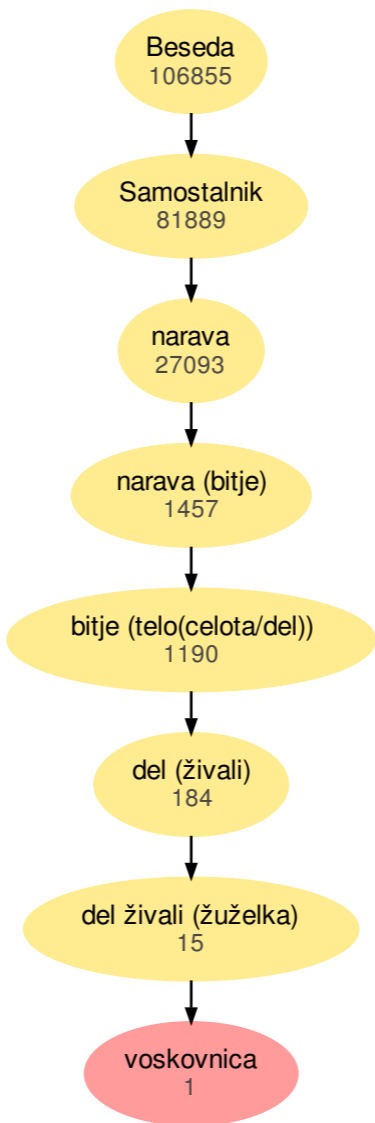 Beseda
106855
Samostalnik
81889
narava
27093
narava (bitje)
1457
bitje (telo(celota/del))
1190
del (živali)
184
del živali (žuželka)
15
voskovnica
1